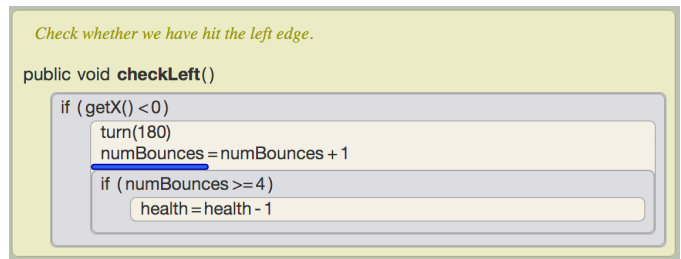 Check whether we have hit the left edge.
public void checkLeft()
if ( getX() <0 )
turn(180)
numBounces = numBounces + 1
if ( numBounces >= 4 )
health = health - 1